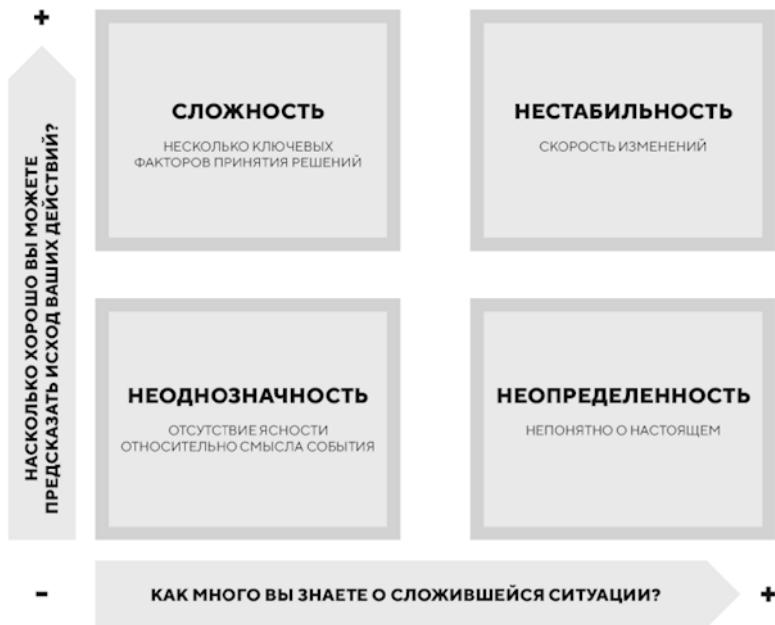 +
НАСКОЛЬКО ХОРОШО ВЫ МОЖЕТЕ
ПРЕДСКАЗАТЬ ИСХОД ВАШИХ ДЕЙСТВИЙ?
СЛОЖНОСТЬ
НЕСКОЛЬКО КЛЮЧЕВЫХ
ФАКТОРОВ ПРИНЯТИЯ РЕШЕНИЙ
НЕСТАБИЛЬНОСТЬ
СКОРОСТЬ ИЗМЕНЕНИЙ
НЕОДНОЗНАЧНОСТЬ
ОТСУТСТВИЕ ЯСНОСТИ
ОТНОСИТЕЛЬНО СМЫСЛА СОБЫТИЯ
НЕОПРЕДЕЛЕННОСТЬ
НЕПОНЯТНО О НАСТОЯЩЕМ
-
КАК МНОГО ВЫ ЗНАЕТЕ О СЛОЖИВШЕЙСЯ СИТУАЦИИ?
+